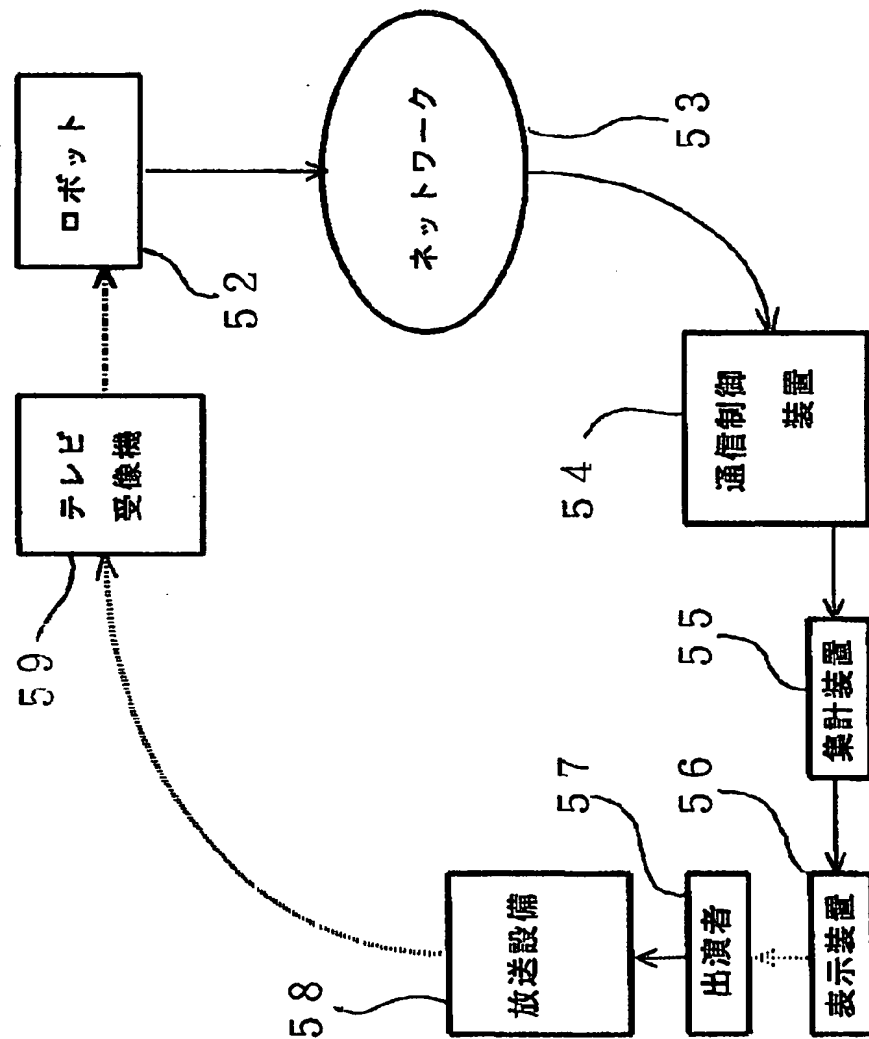 ロボット
52
ネットワーク
53
テレビ
受像機
59
通信制御
装置
54
集計装置
55
表示装置
56
出演者
57
放送設備
58